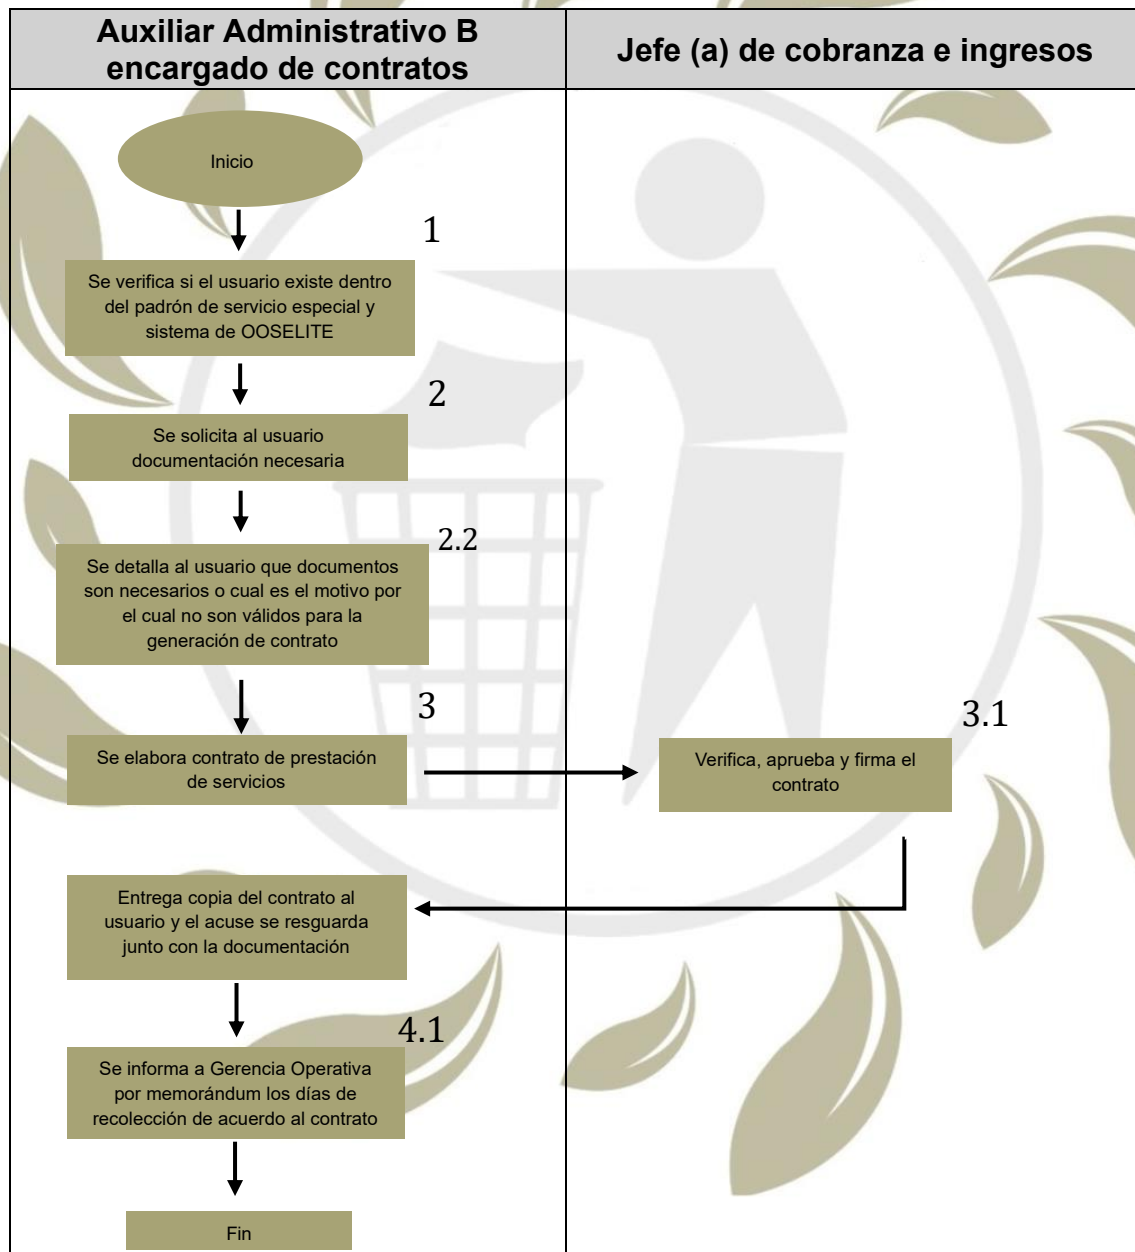 Auxiliar Administrativo B
encargado de contratos
Jefe (a) de cobranza e ingresos
Inicio
1
Se verifica si el usuario existe dentro
del padrón de servicio especial y
sistema de OOSELITE
2
Se solicita al usuario
documentación necesaria
2.2
Se detalla al usuario que documentos
son necesarios o cual es el motivo por
el cual no son válidos para la
generación de contrato
3
Se elabora contrato de prestación
de servicios
3.1
Verifica, aprueba y firma el
contrato
Entrega copia del contrato al
usuario y el acuse se resguarda
junto con la documentación
4.1
Se informa a Gerencia Operativa
por memorándum los días de
recolección de acuerdo al contrato
Fin